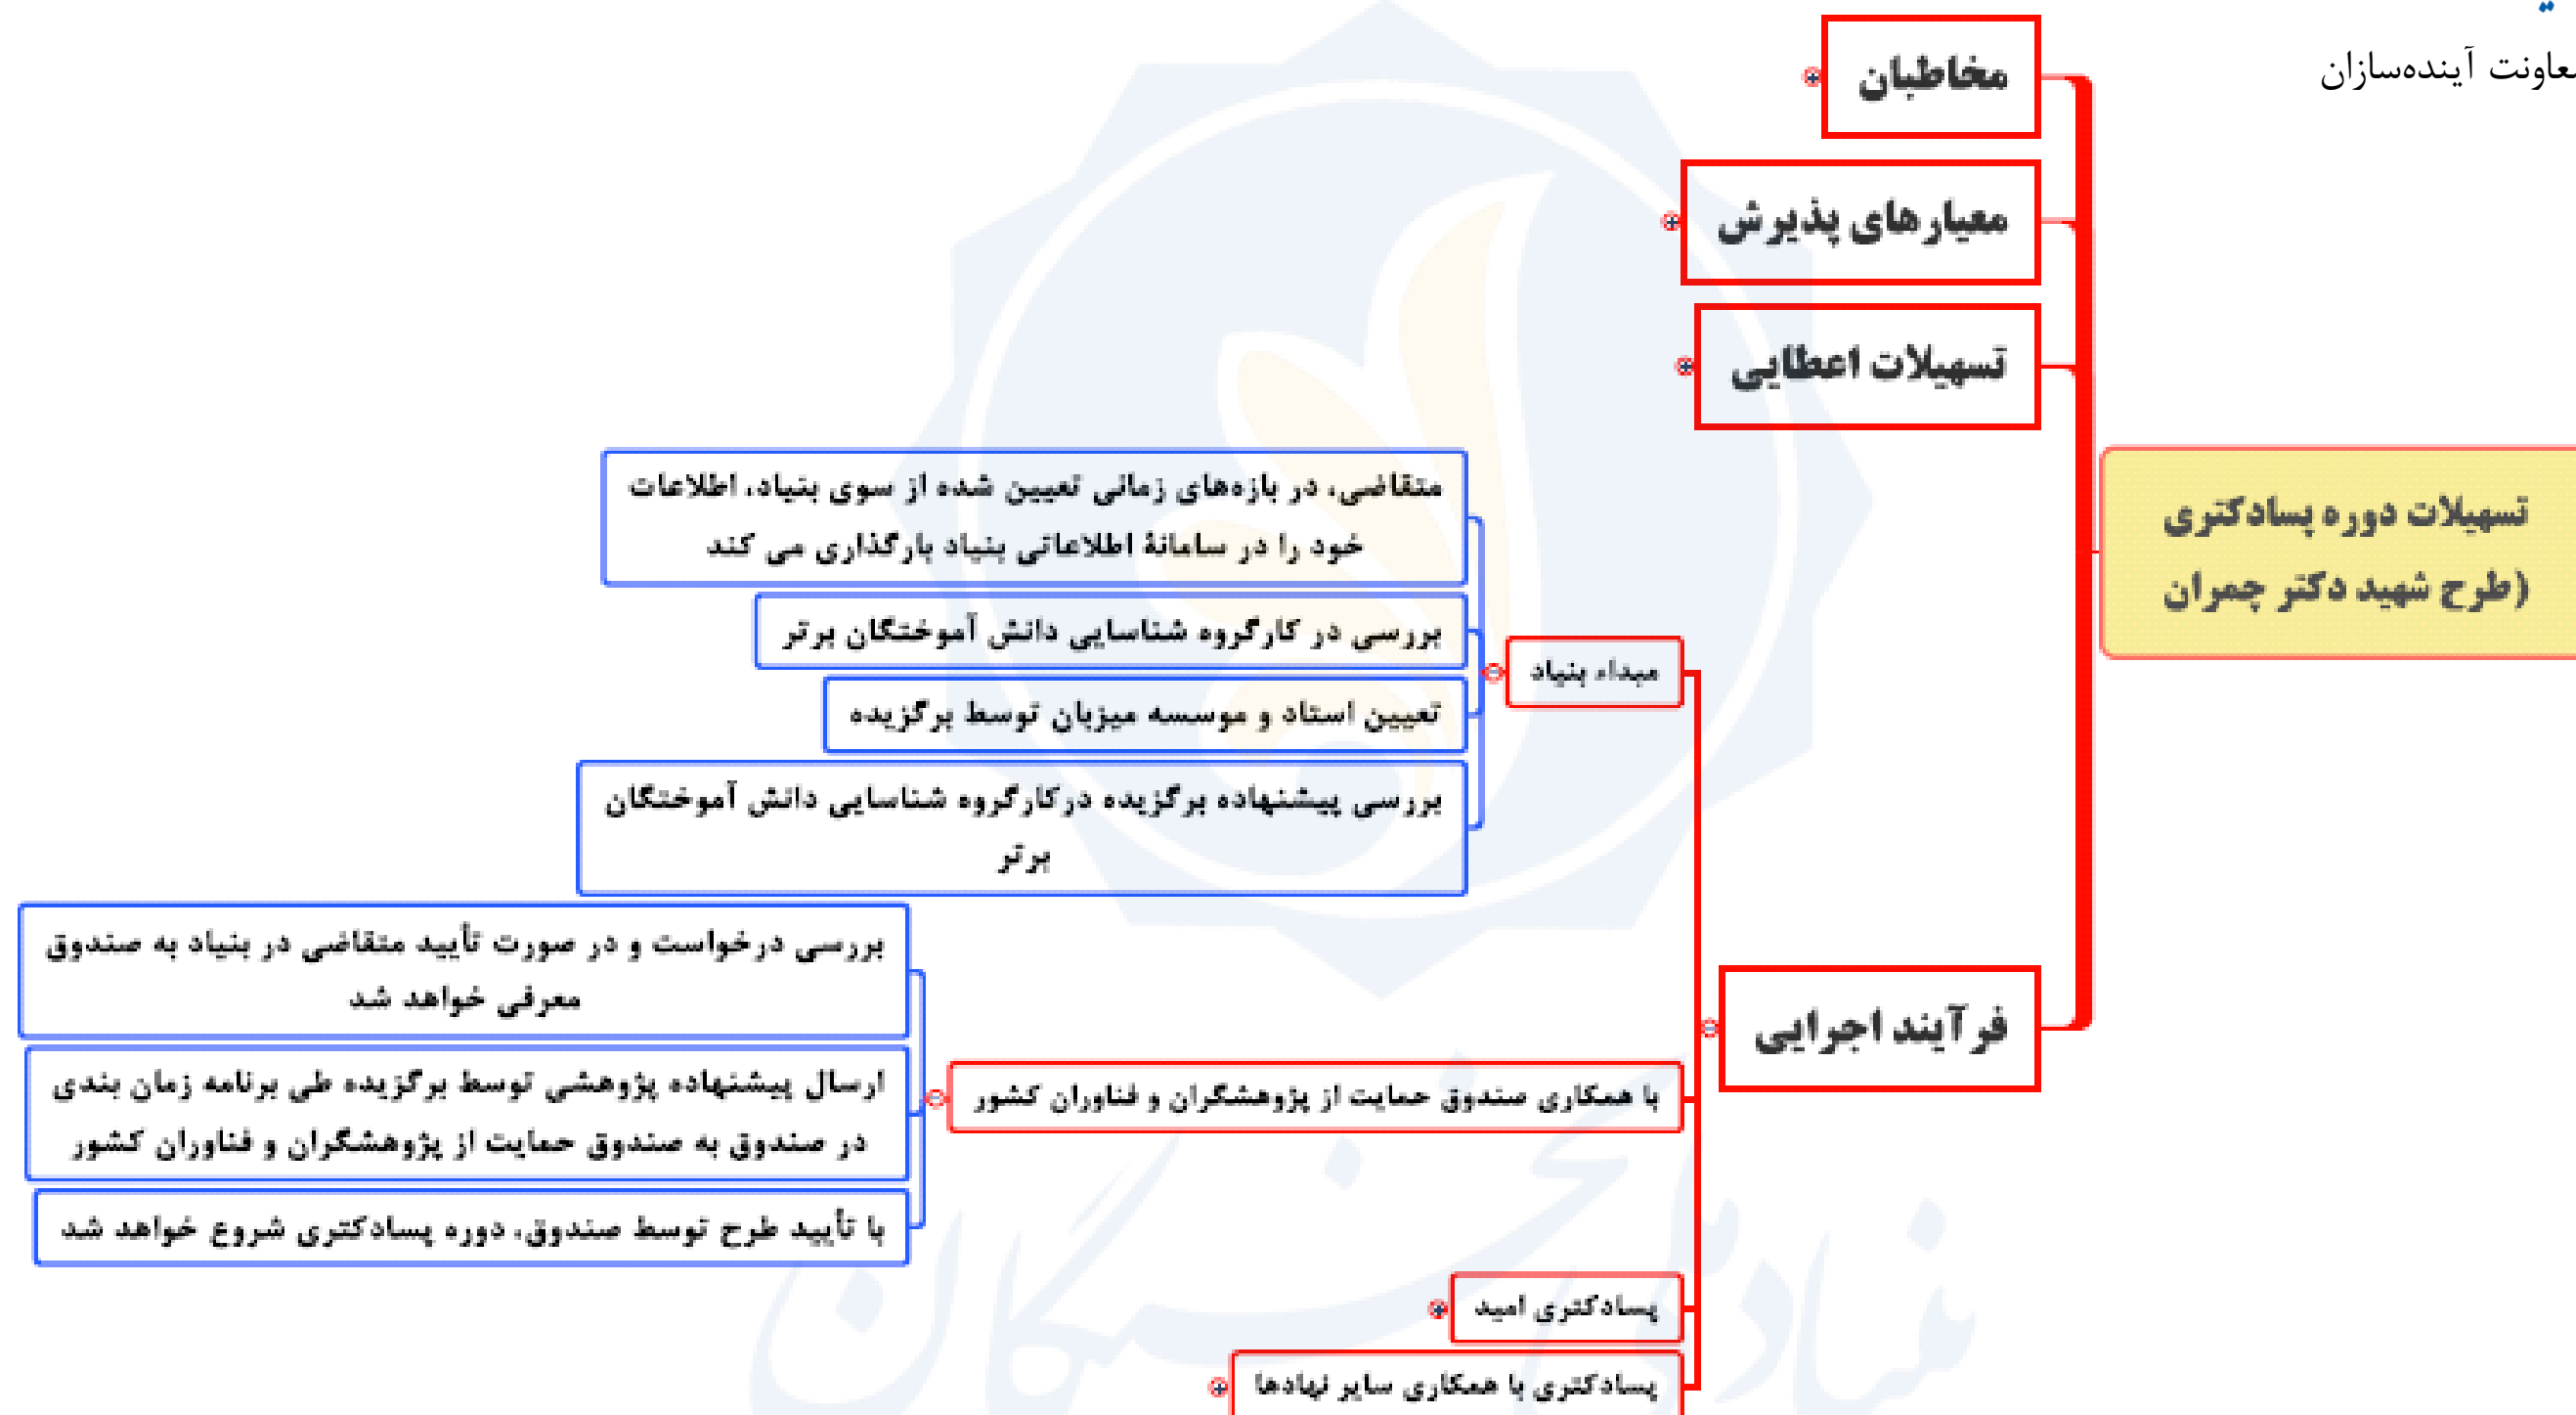 معاونت آینده‌سازان
مخاطبان
معیارهای پذیرش
تسهیلات اعطایی
تسهیلات دوره پسادکتری
(طرح شهید دکتر چمران
متقاضی، در بازه‌های زمانی تعیین شده از سوی بنیاد، اطلاعات
خود را در سامانهٔ اطلاعاتی بنیاد بارگذاری می کند
بررسی در کارگروه شناسایی دانش آموختگان برتر
مبداء بنیاد
تعیین استاد و موسسه میزبان توسط برگزیده
بررسی پیشنهاده برگزیده درکارگروه شناسایی دانش آموختگان
برتر
فرآیند اجرایی
بررسی درخواست و در صورت تأیید متقاضی در بنیاد به صندوق
معرفی خواهد شد
با همکاری صندوق حمایت از پژوهشگران و فناوران کشور
ارسال پیشنهاده پژوهشی توسط برگزیده طی برنامه زمان بندی
در صندوق به صندوق حمایت از پژوهشگران و فناوران کشور
با تأیید طرح توسط صندوق، دوره پسادکتری شروع خواهد شد
پسادکتری امید
پسادکتری با همکاری سایر نهادها
بنیاد ملی نخبگان